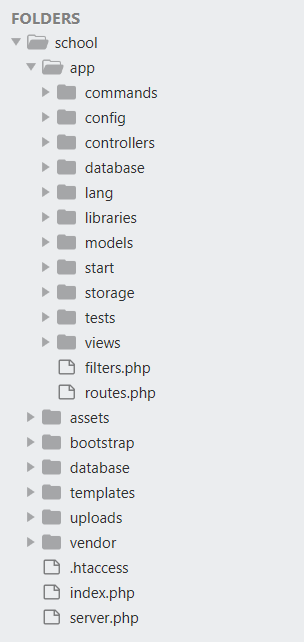 FOLDERS
school
app
commands
config
controllers
database
lang
libraries
models
start
storage
tests
views
filters.php
routes.php
assets
bootstrap
database
templates
uploads
vendor
.htaccess
index.php
server.php